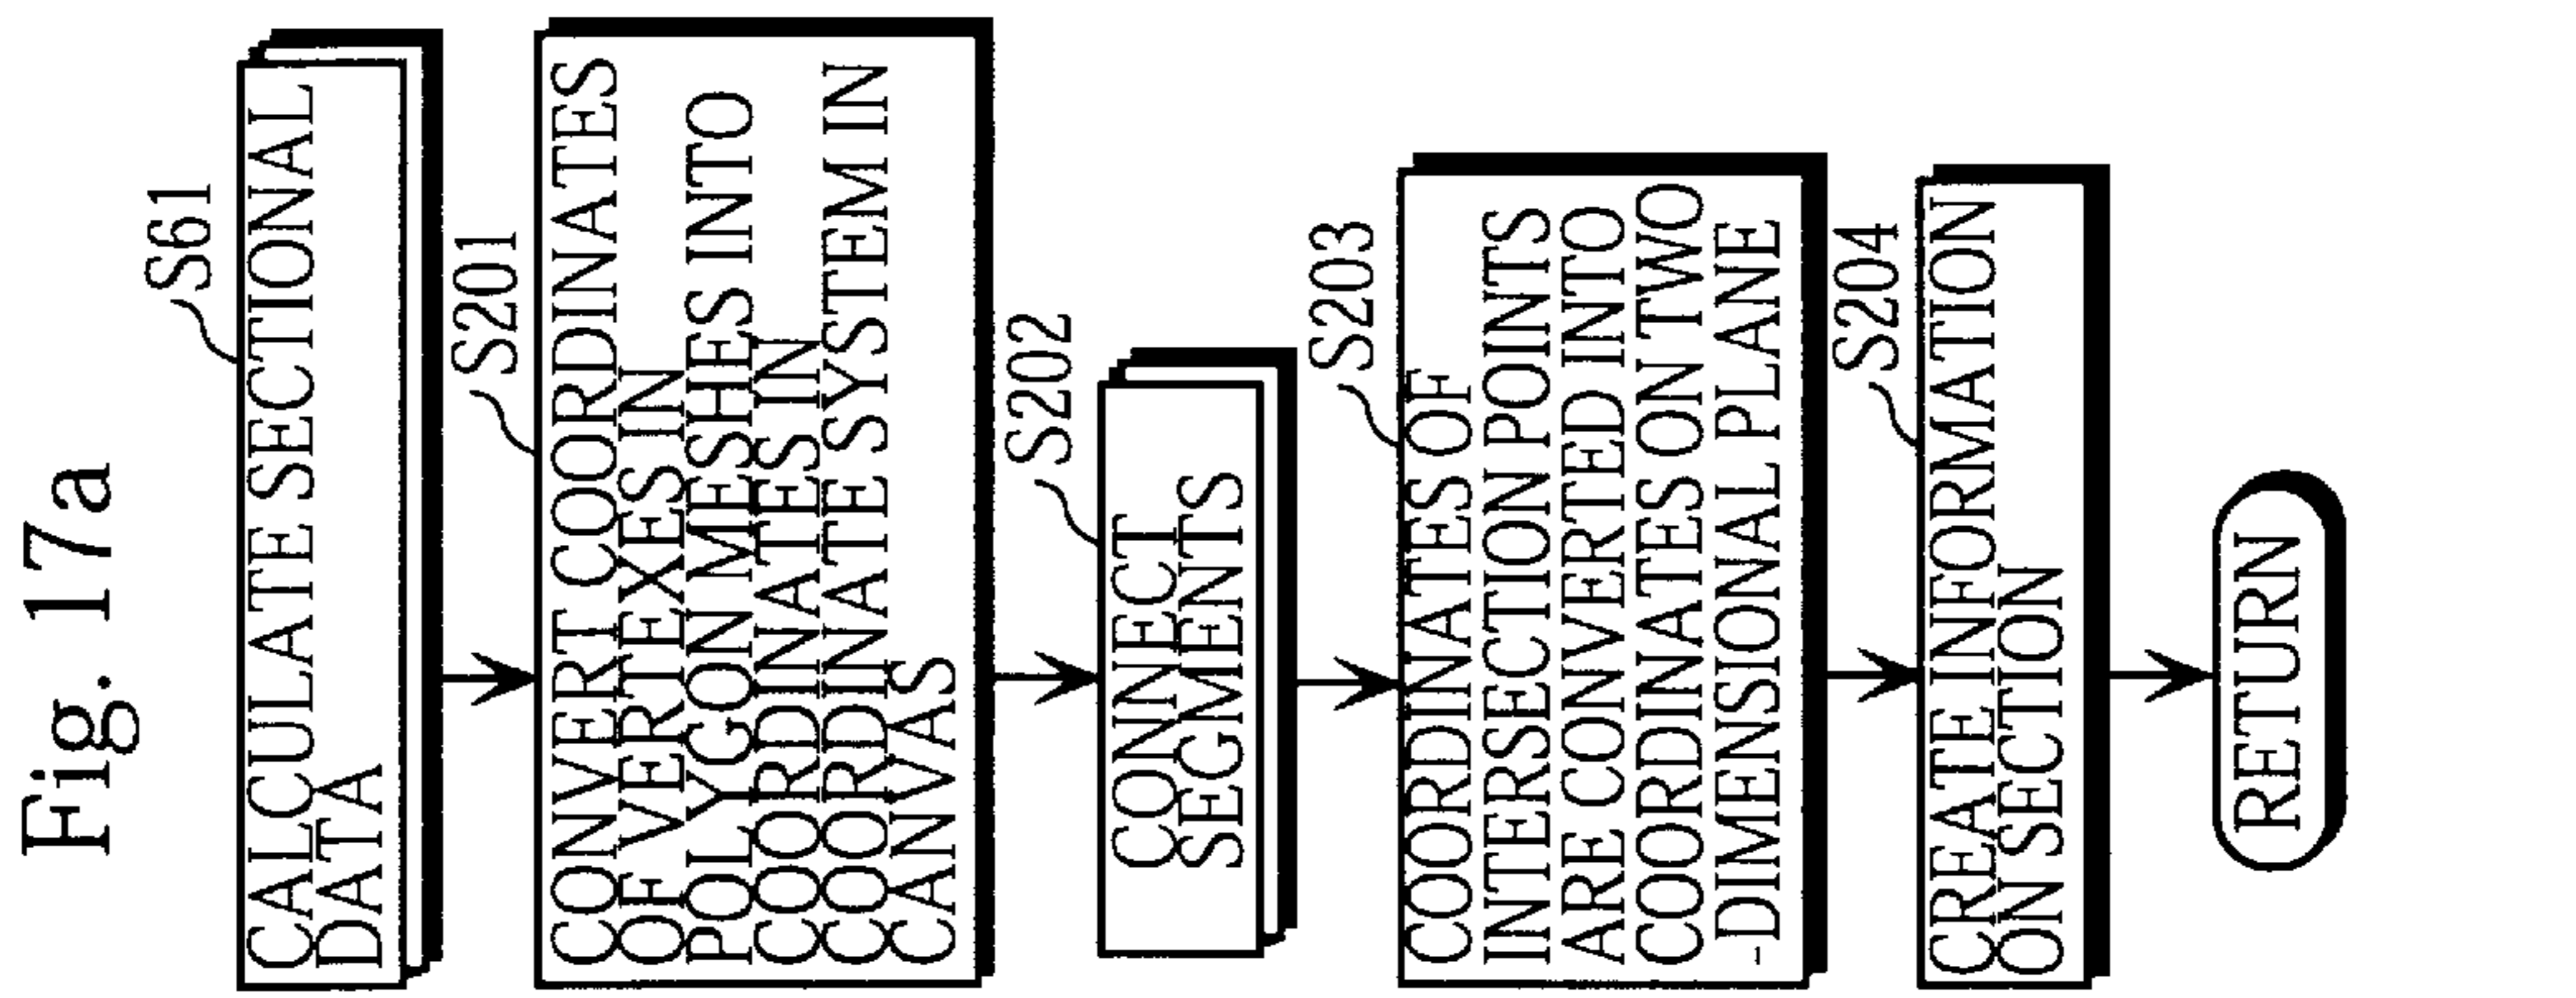 Fig. 17a
S61
CALCULATE SECTIONAL
DATA
S201
CONVERT COORDINATES
OF VERTEXES IN
POLYGON MESHES INTO
COORDINATES IN
COORDINATE SYSTEM IN
CANVAS
S202
CONNECT
SEGMENTS
S203
COORDINATES OF
INTERSECTION POINTS
ARE CONVERTED INTO
COORDINATES ON TWO
-DIMENSIONAL PLANE
S204
CREATE INFORMATION
ON SECTION
RETURN